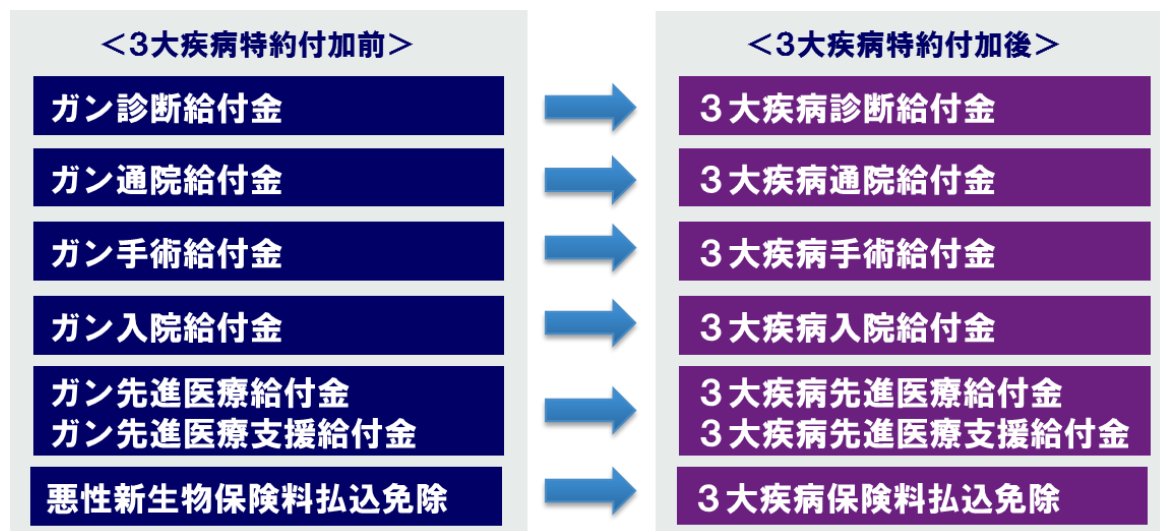 ＜3大疾病特約付加前＞
ガン診断給付金
ガン通院給付金
ガン手術給付金
ガン入院給付金
ガン先進医療給付金
ガン先進医療支援給付金
悪性新生物保険料払込免除
＜3大疾病特約付加後＞
３大疾病診断給付金
３大疾病通院給付金
３大疾病手術給付金
３大疾病入院給付金
３大疾病先進医療給付金
３大疾病先進医療支援給付金
３大疾病保険料払込免除